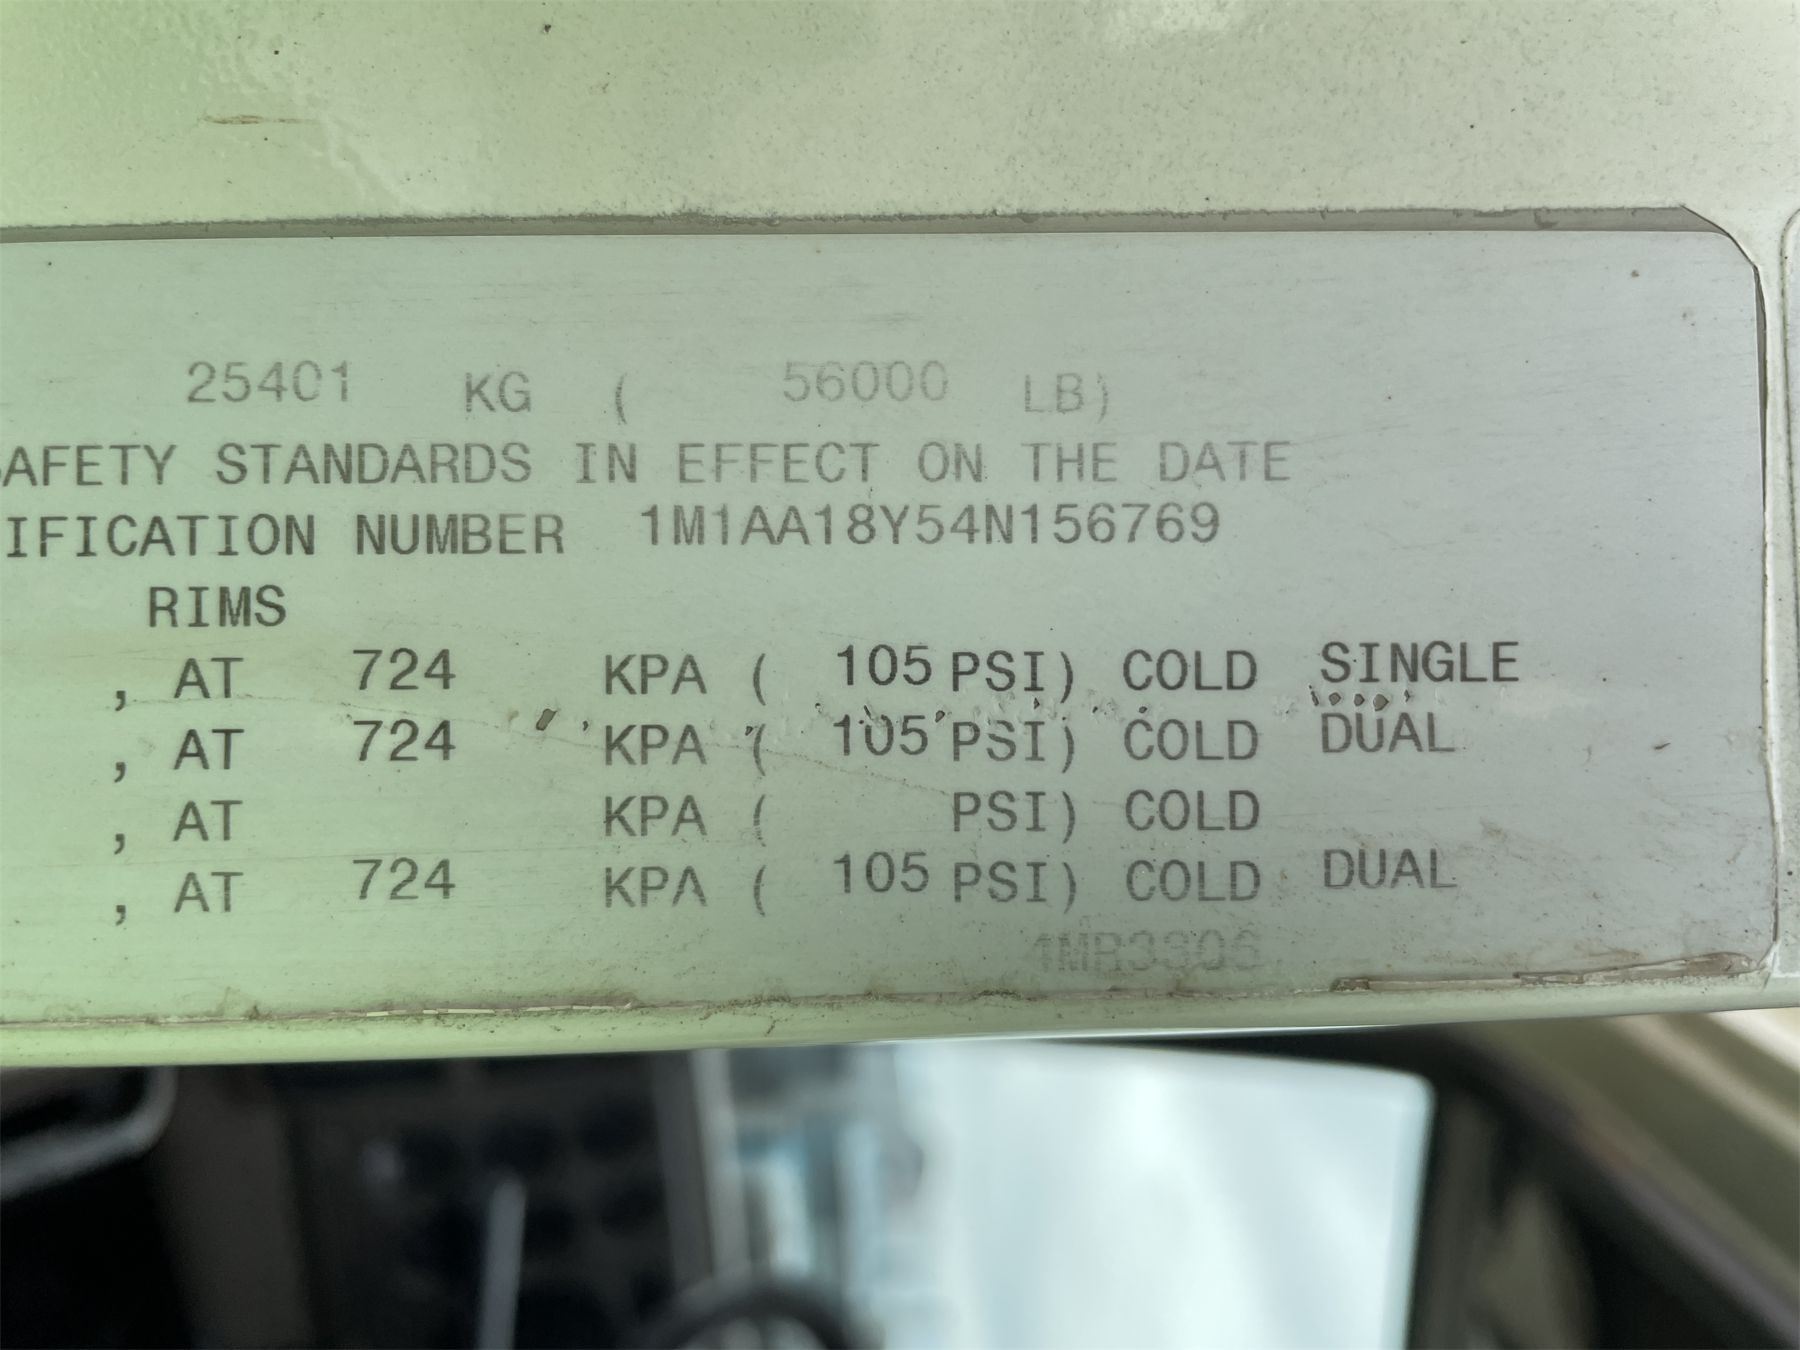 25401 KG ( 56000 LB)
SAFETY STANDARDS IN EFFECT ON THE DATE
IFICATION NUMBER 1M1AA18Y54N156769
RIMS
, AT 724 KPA ( 105 PSI) COLD SINGLE
, AT 724 KPA ( 105 PSI) COLD DUAL
, AT KPA ( PSI) COLD
, AT 724 KPA ( 105 PSI) COLD DUAL